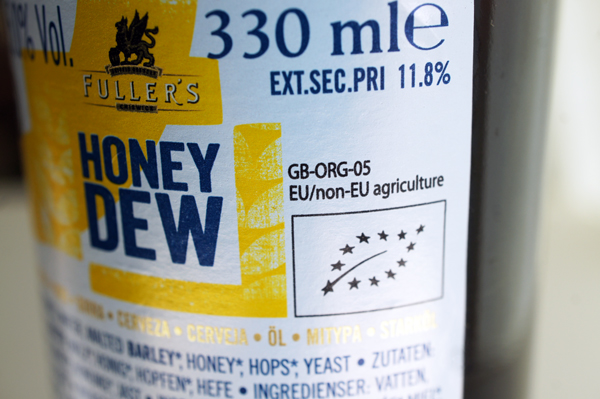 % Vol.
330 mle
EXT.SEC.PRI 11.8%
FULLER'S
HONEY
DEW
GB-ORG-05
EU/non-EU agriculture
• CERVEZA • CERVEJA • ÖL • MITYPA •
MALTED BARLEY*, HONEY*, HOPS*, YEAST • ZUTATEN:
HOPFEN*, HEFE • INGREDIENSER: VATTEN,